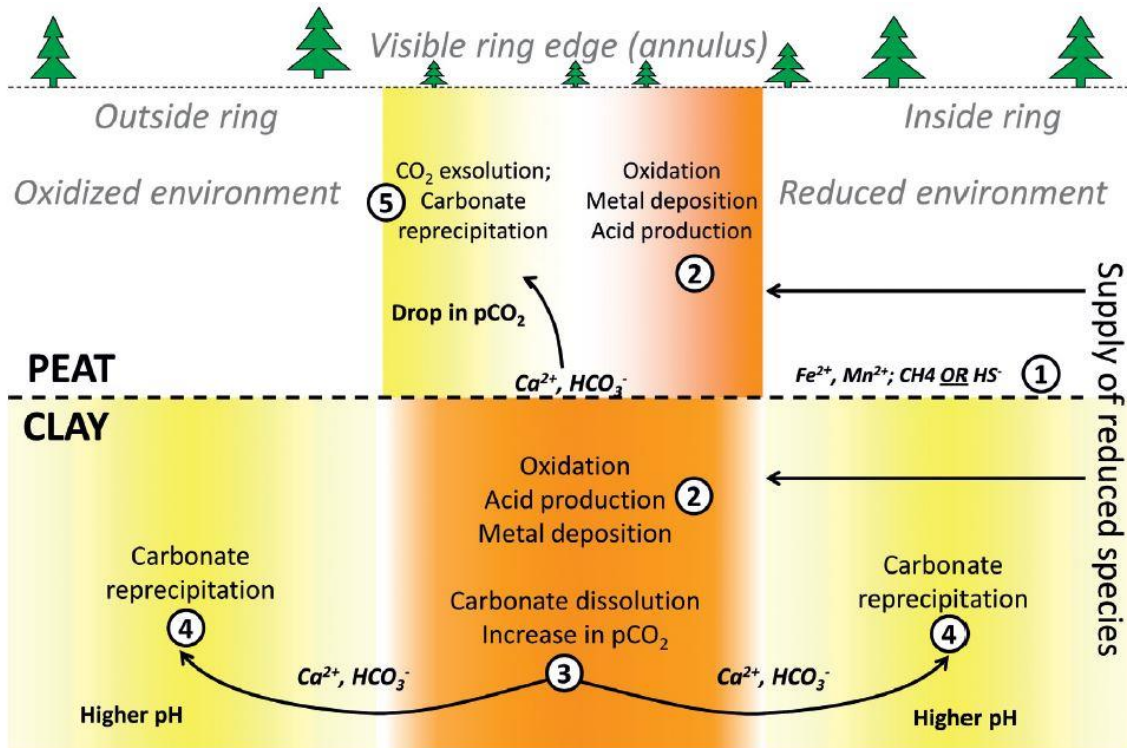 Visible ring edge (annulus)
Outside ring
Inside ring
Oxidized environment
Reduced environment
CO₂ exsolution;
Carbonate
reprecipitation
5
Oxidation
Metal deposition
Acid production
2
Drop in pCO₂
Ca²⁺, HCO₃⁻
Fe²⁺, Mn²⁺; CH4 OR HS⁻
1
Supply of reduced species
PEAT
CLAY
Oxidation
Acid production
Metal deposition
2
Carbonate
reprecipitation
4
Carbonate dissolution
Increase in pCO₂
3
Carbonate
reprecipitation
4
Ca²⁺, HCO₃⁻
Ca²⁺, HCO₃⁻
Higher pH
Higher pH